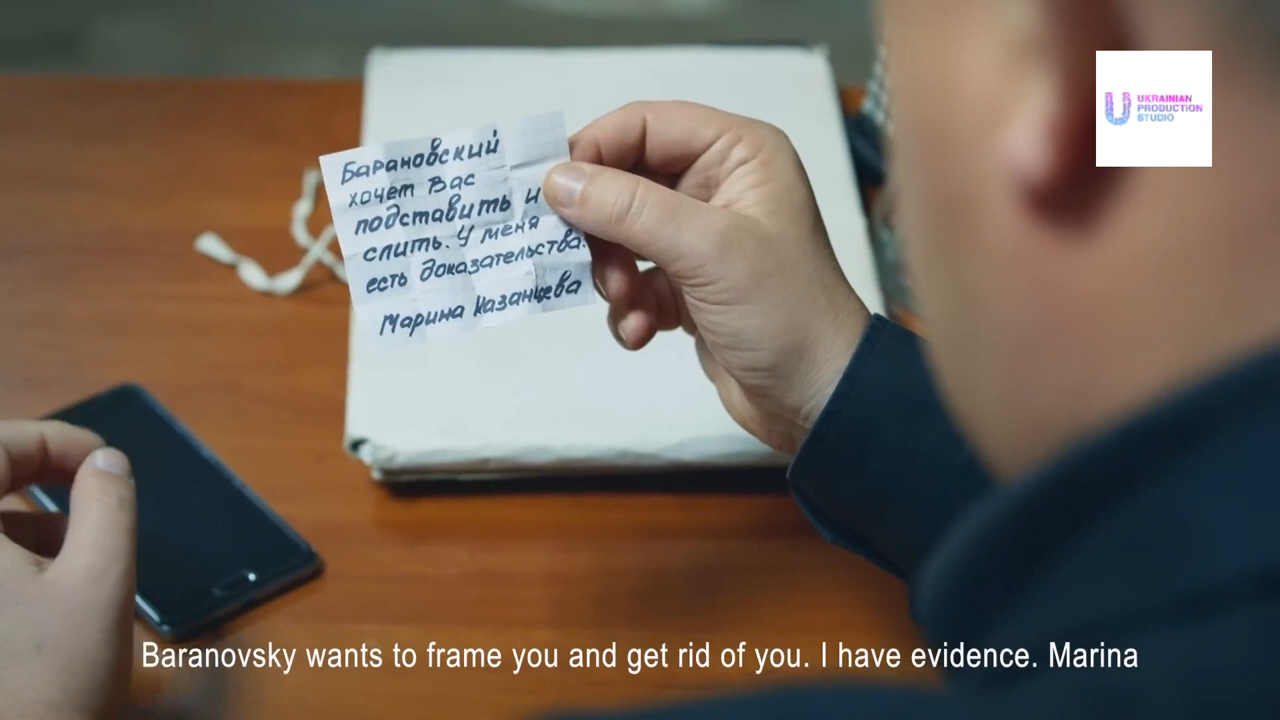 Барановский
хочет Вас
подставить и
слить. У меня
есть доказательства.
Марина Казанцева
UKRAINIAN
PRODUCTION
STUDIO
Baranovsky wants to frame you and get rid of you. I have evidence. Marina